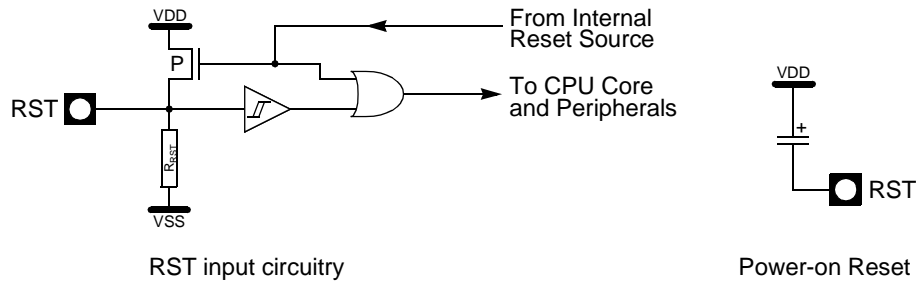 VDD
From Internal
Reset Source
P
To CPU Core
and Peripherals
RST
RRST
VSS
VDD
+
RST
RST input circuitry
Power-on Reset